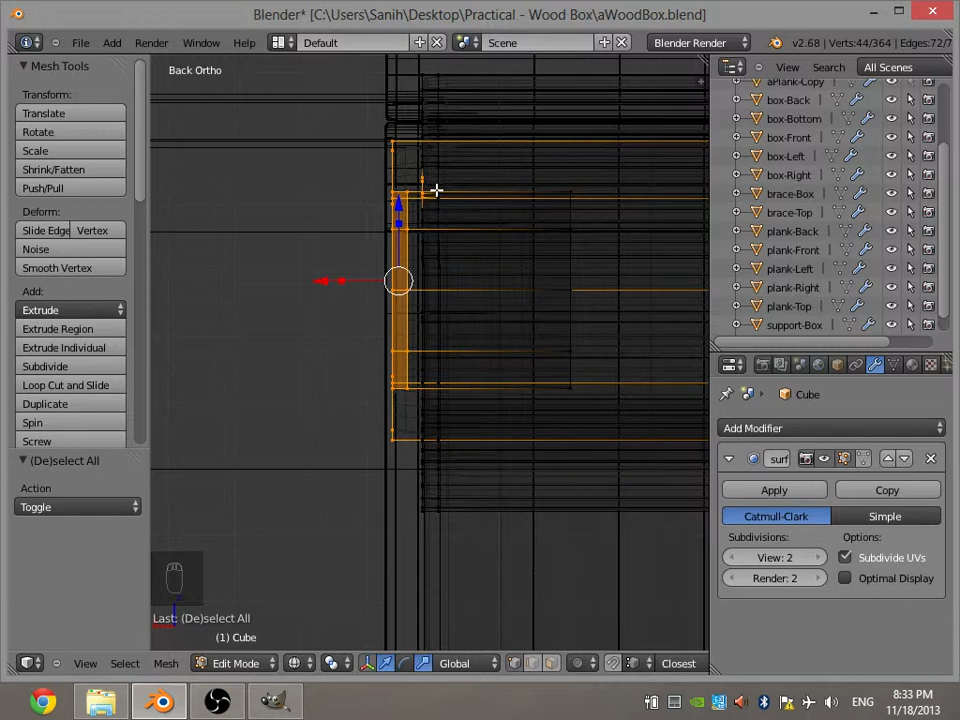 Blender* [C:\Users\Sanih\Desktop\Practical - Wood Box\aWoodBox.blend]
File Add Render Window Help Default Scene Blender Render v2.68 | Verts:44/364 | Edges:72/7
Mesh Tools
Transform:
Translate
Rotate
Scale
Shrink/Fatten
Push/Pull
Deform:
Slide Edge Vertex
Noise
Smooth Vertex
Add:
Extrude
Extrude Region
Extrude Individual
Subdivide
Loop Cut and Slide
Duplicate
Spin
Screw
(De)select All
Action
Toggle
Back Ortho
Last: (De)select All
(1) Cube
View Select Mesh Edit Mode Global Closest
View Search All Scenes
aPlank-Copy
box-Back
box-Bottom
box-Front
box-Left
box-Right
brace-Box
brace-Top
plank-Back
plank-Front
plank-Left
plank-Right
plank-Top
support-Box
Cube
Add Modifier
surf
Apply Copy
Catmull-Clark Simple
Subdivisions: Options:
View: 2 Subdivide UVs
Render: 2 Optimal Display
ENG
8:33 PM
11/18/2013